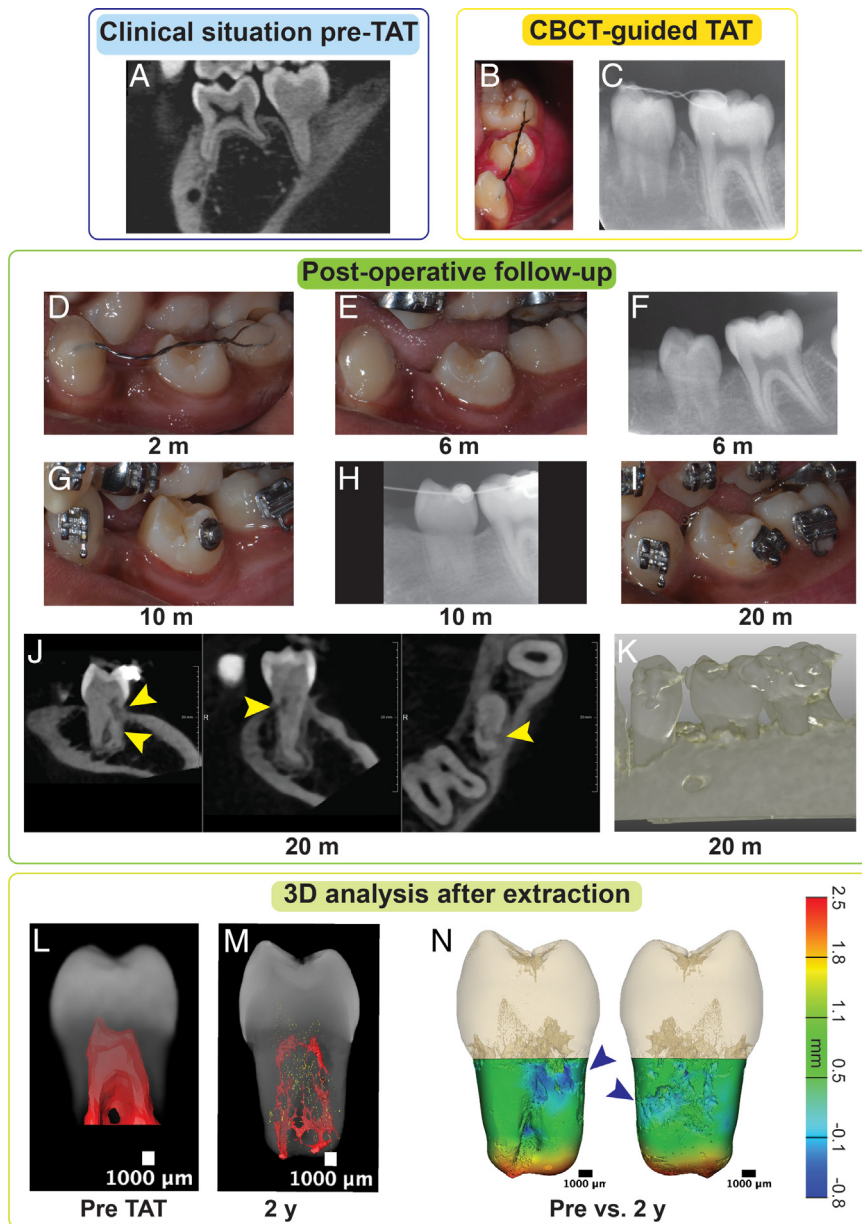 Clinical situation pre-TAT
CBCT-guided TAT
A
B
C
Post-operative follow-up
D
E
F
2 m
6 m
6 m
G
H
I
10 m
10 m
20 m
J
R
R
K
20 m
20 m
3D analysis after extraction
L
M
N
2.5
1.8
1.1
mm
0.5
-0.1
-0.8
1000 µm
1000 µm
1000 µm
1000 µm
Pre TAT
2 y
Pre vs. 2 y